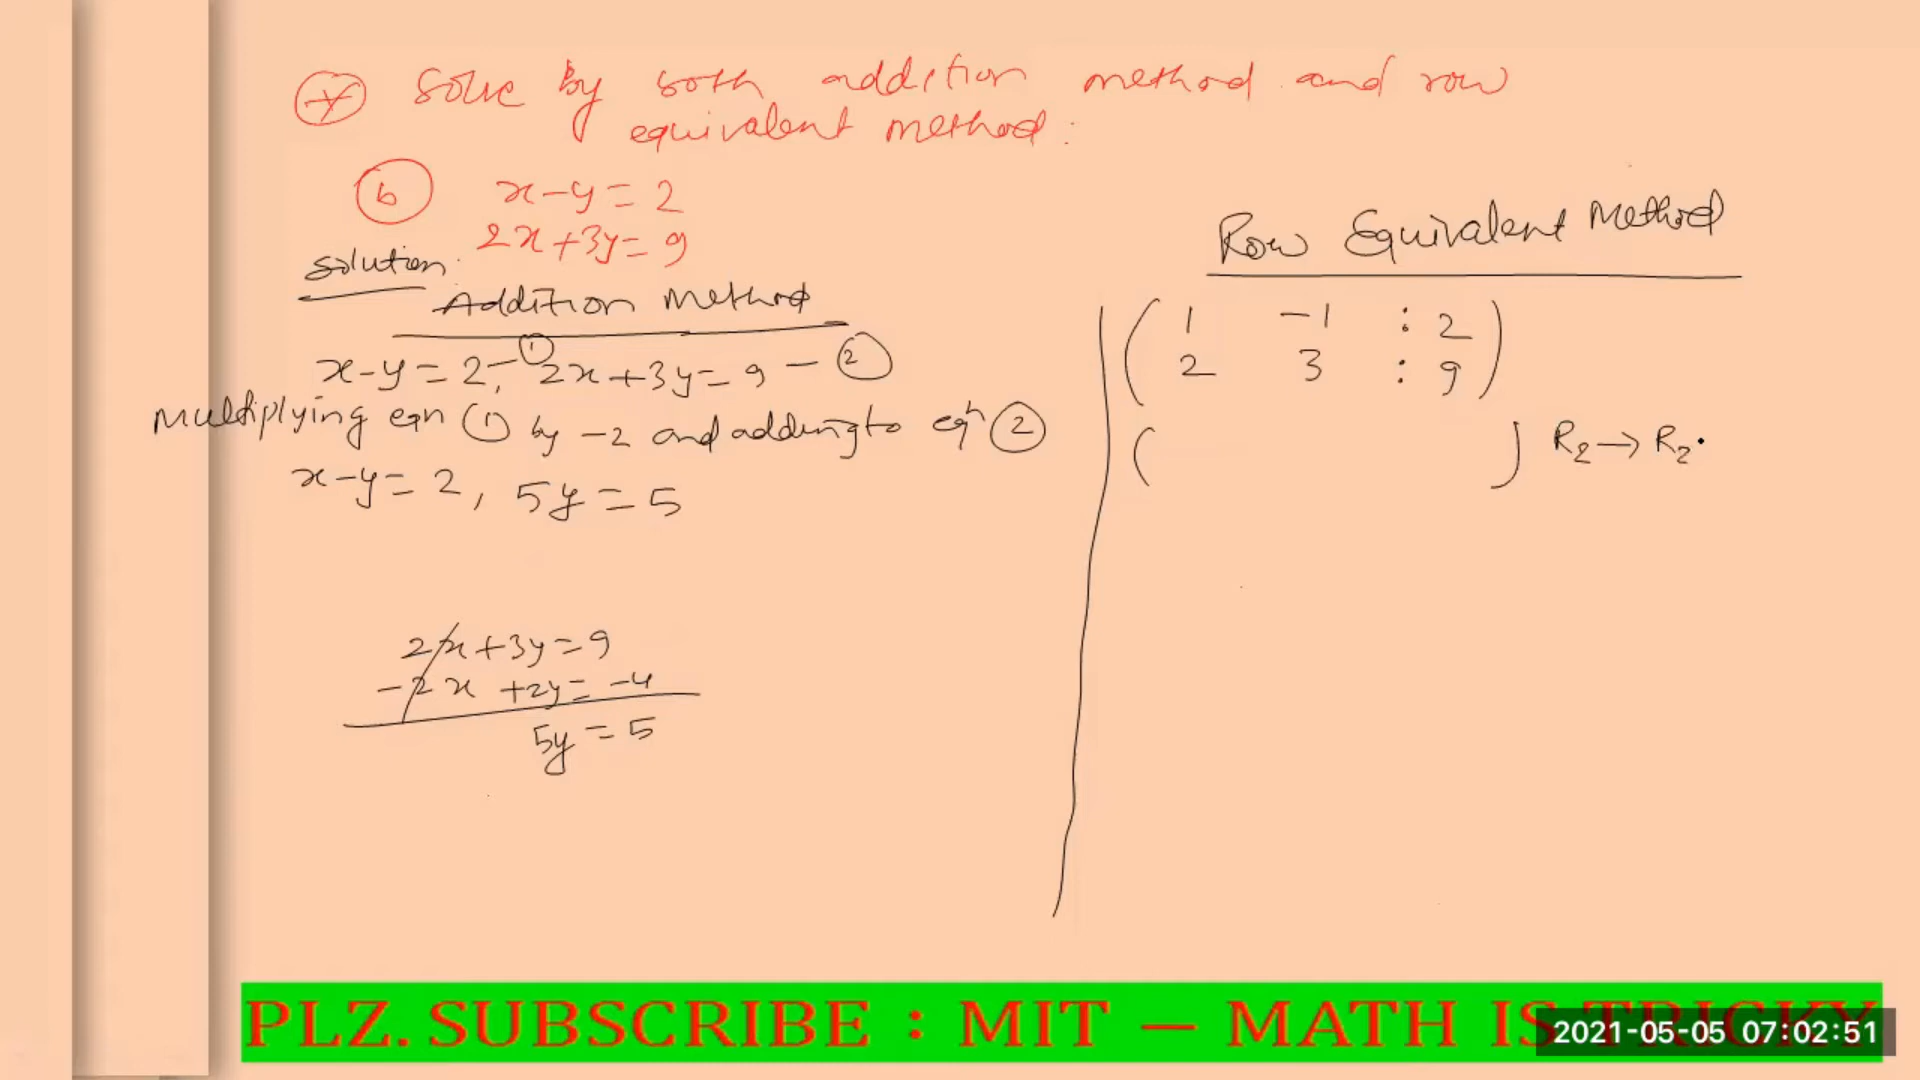 Solve by both addition method and row
equivalent method:
b x-y=2
2x+3y=9
Solution:
Addition Method
x-y=2,-① 2x+3y=9-②
Multiplying eqn ① by -2 and adding to eqn ②
x-y=2, 5y=5
2x+3y=9
-2x+2y=-4
5y=5
Row Equivalent Method
( 1 -1 : 2 )
( 2 3 : 9 )
( ) R2→R2
PLZ. SUBSCRIBE : MIT – MATH IS TRICKY
2021-05-05 07:02:51